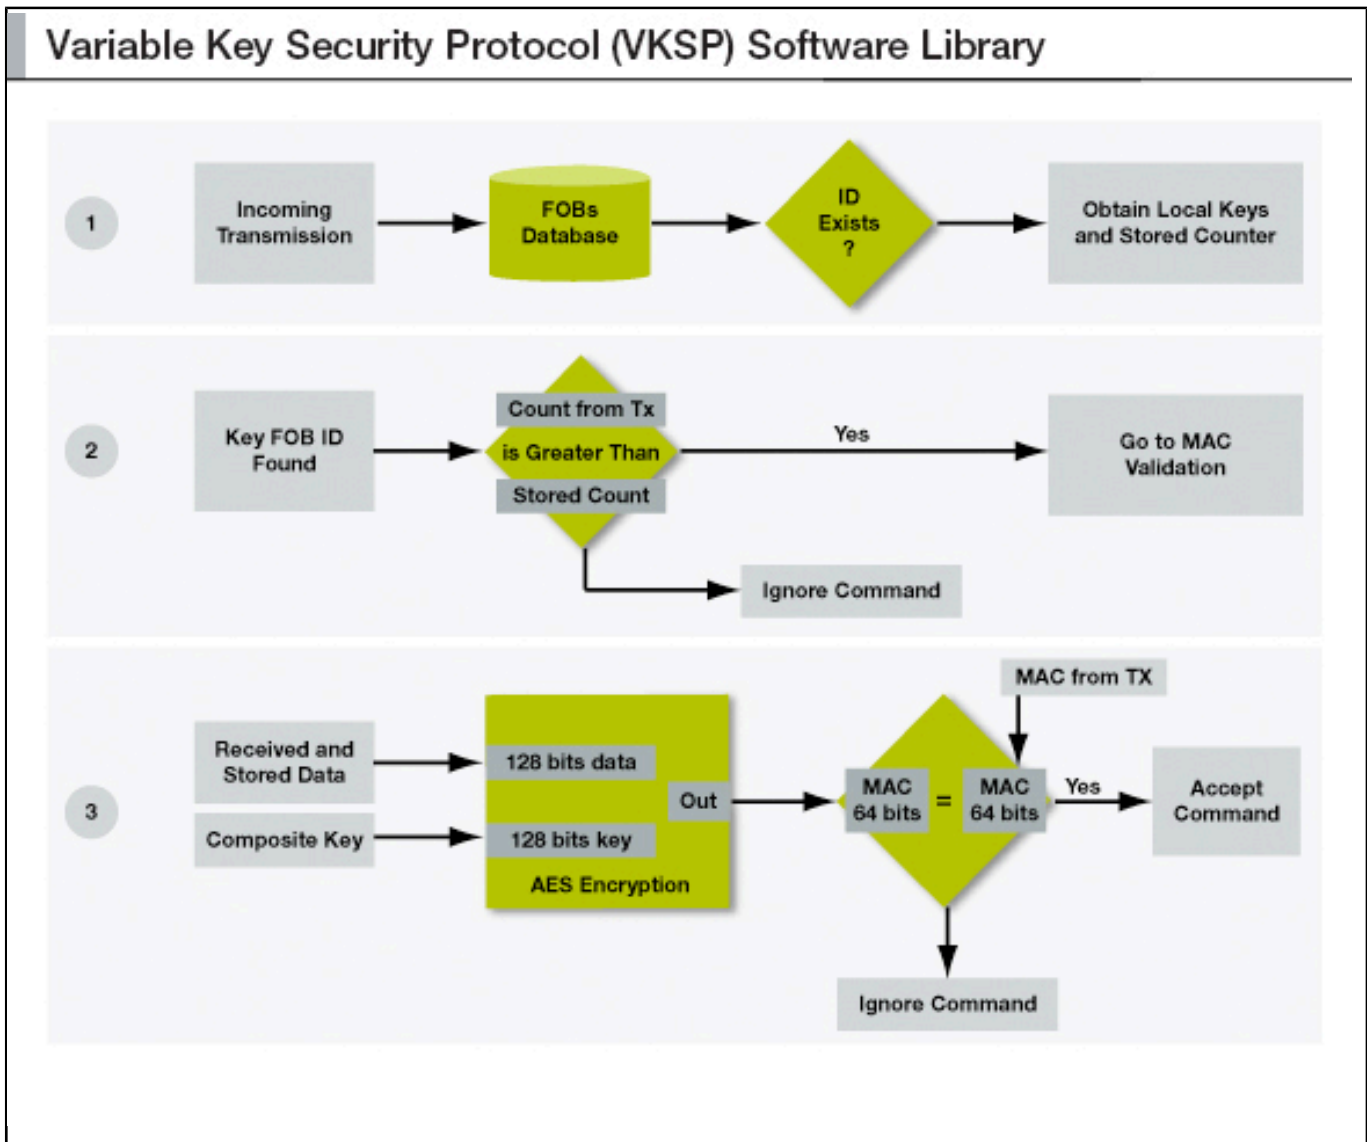 Variable Key Security Protocol (VKSP) Software Library
1
Incoming
Transmission
FOBs
Database
ID
Exists
?
Obtain Local Keys
and Stored Counter
2
Key FOB ID
Found
Count from Tx
is Greater Than
Stored Count
Yes
Go to MAC
Validation
Ignore Command
3
Received and
Stored Data
Composite Key
128 bits data
128 bits key
Out
AES Encryption
MAC from TX
MAC
64 bits
=
MAC
64 bits
Yes
Accept
Command
Ignore Command